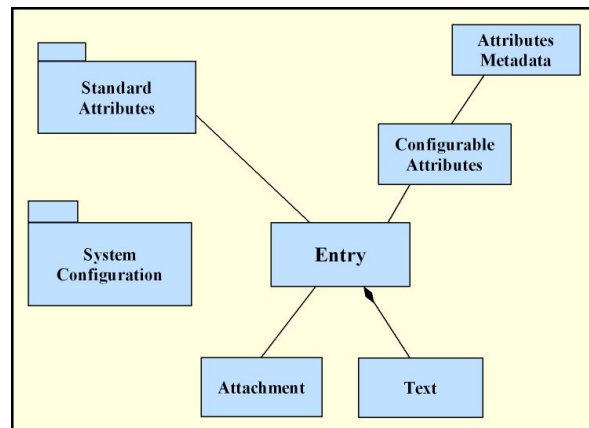 Attributes
Metadata
Standard
Attributes
Configurable
Attributes
System
Configuration
Entry
Attachment
Text